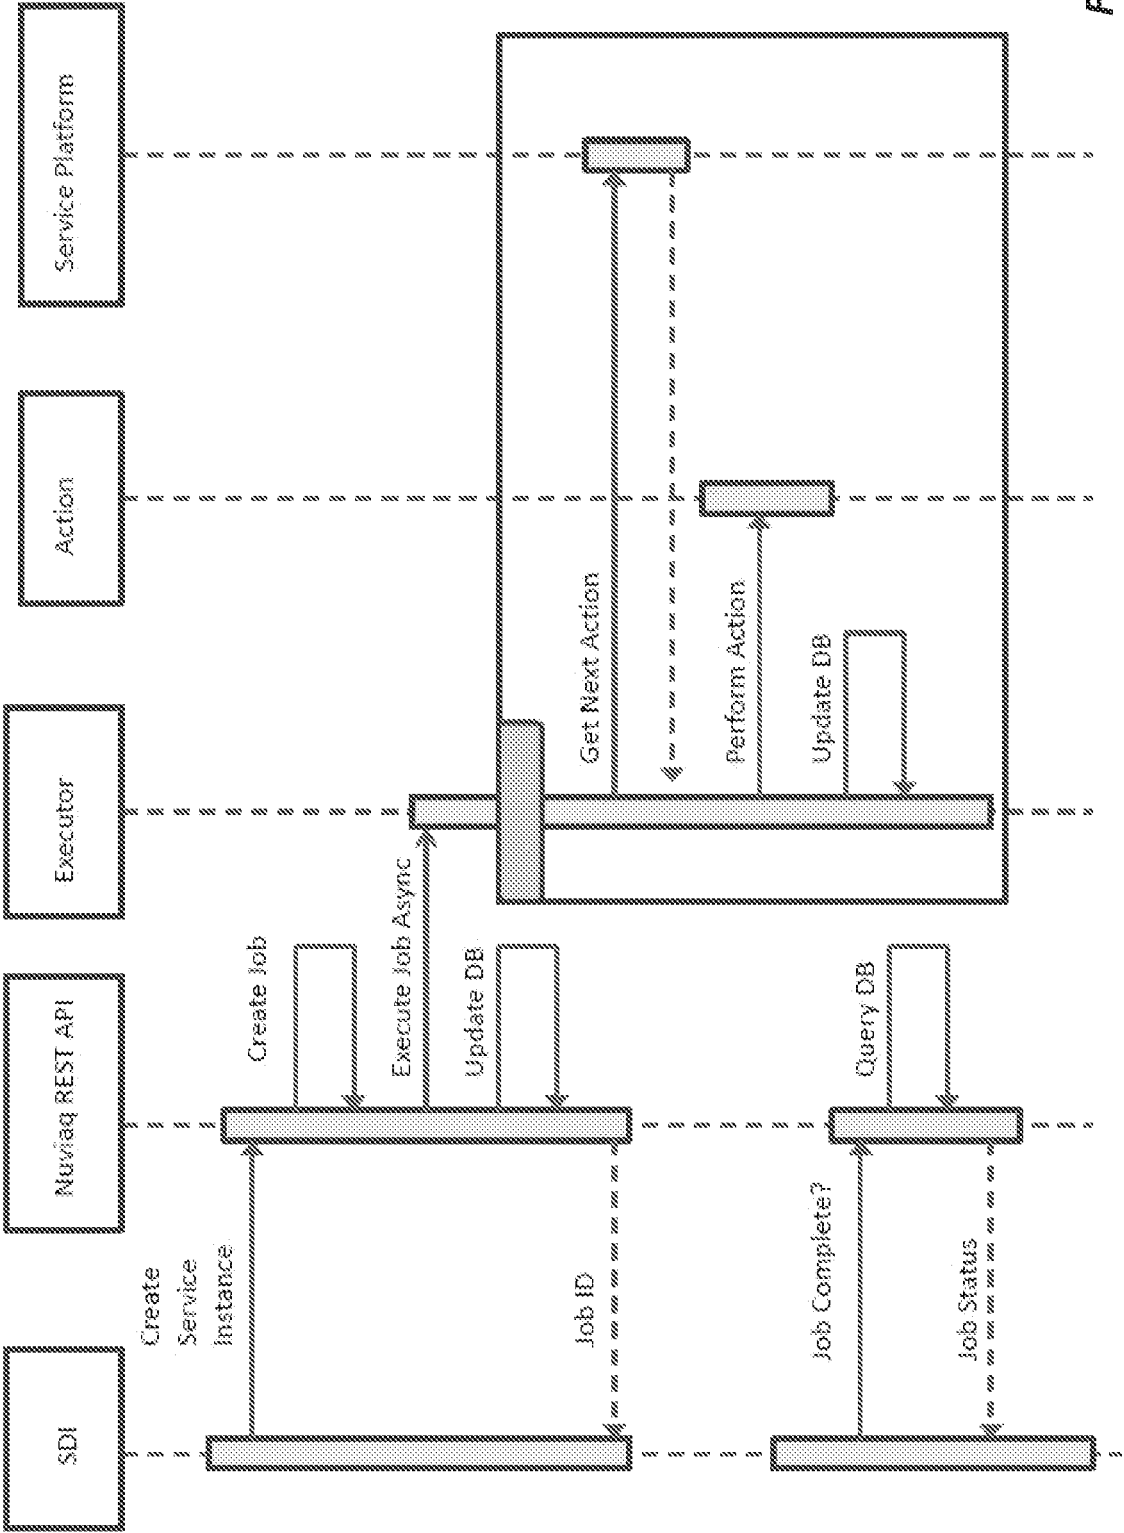 SDI
Nuviaq REST API
Executor
Action
Service Platform
Create
Service
Instance
Create Job
Execute Job Async
Update DB
Get Next Action
Job ID
Perform Action
Update DB
Job Complete?
Query DB
Job Status